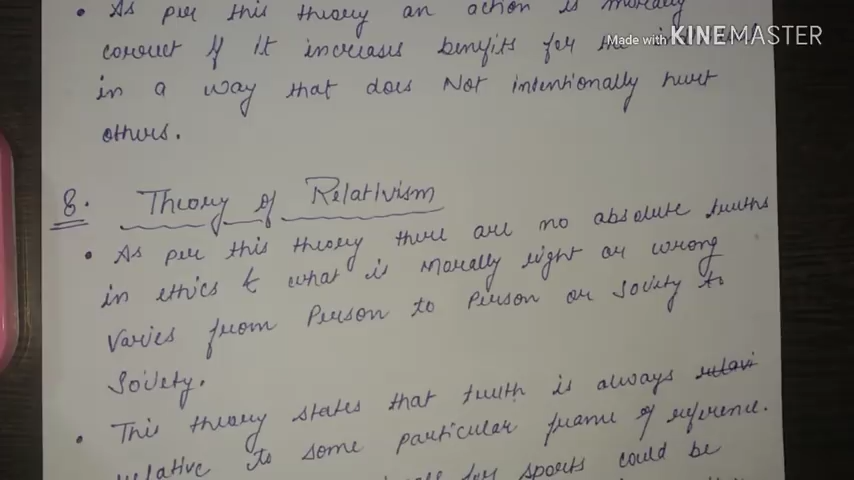 • As per this theory an action is morally
correct if it increases benefits for the
Made with KINEMASTER
in a way that does Not intentionally hurt
others.
8. Theory of Relativism
• As per this theory there are no absolute truths
in ethics & what is Morally right or wrong
varies from Person to Person or Society to
Society.
• This theory states that truth is always
relative to some particular frame of reference.
for sports could be